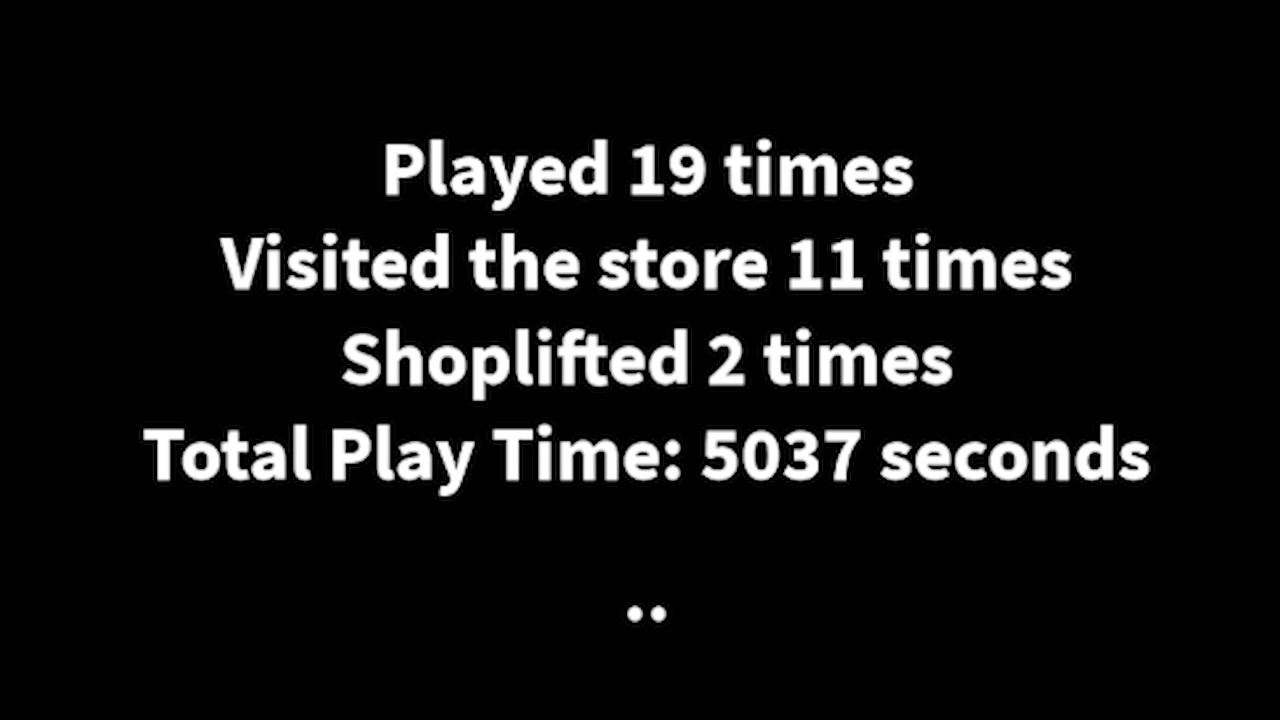 Played 19 times
Visited the store 11 times
Shoplifted 2 times
Total Play Time: 5037 seconds
..